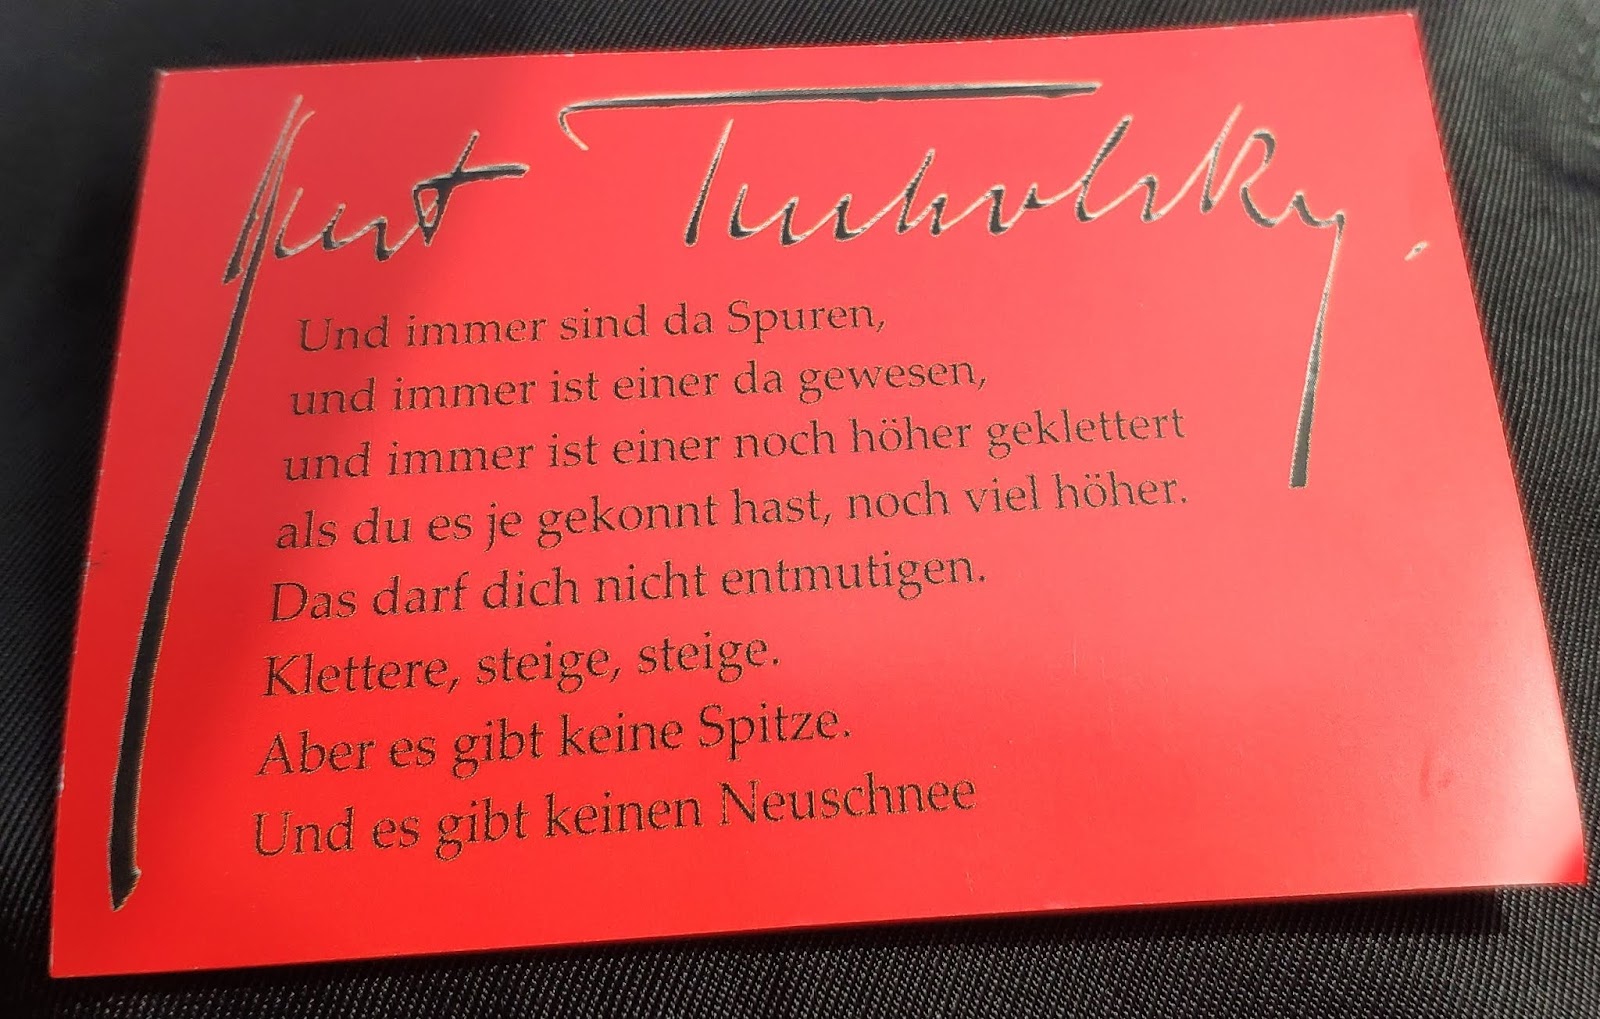 Kurt Tucholsky.
Und immer sind da Spuren,
und immer ist einer da gewesen,
und immer ist einer noch höher geklettert
als du es je gekonnt hast, noch viel höher.
Das darf dich nicht entmutigen.
Klettere, steige, steige.
Aber es gibt keine Spitze.
Und es gibt keinen Neuschnee